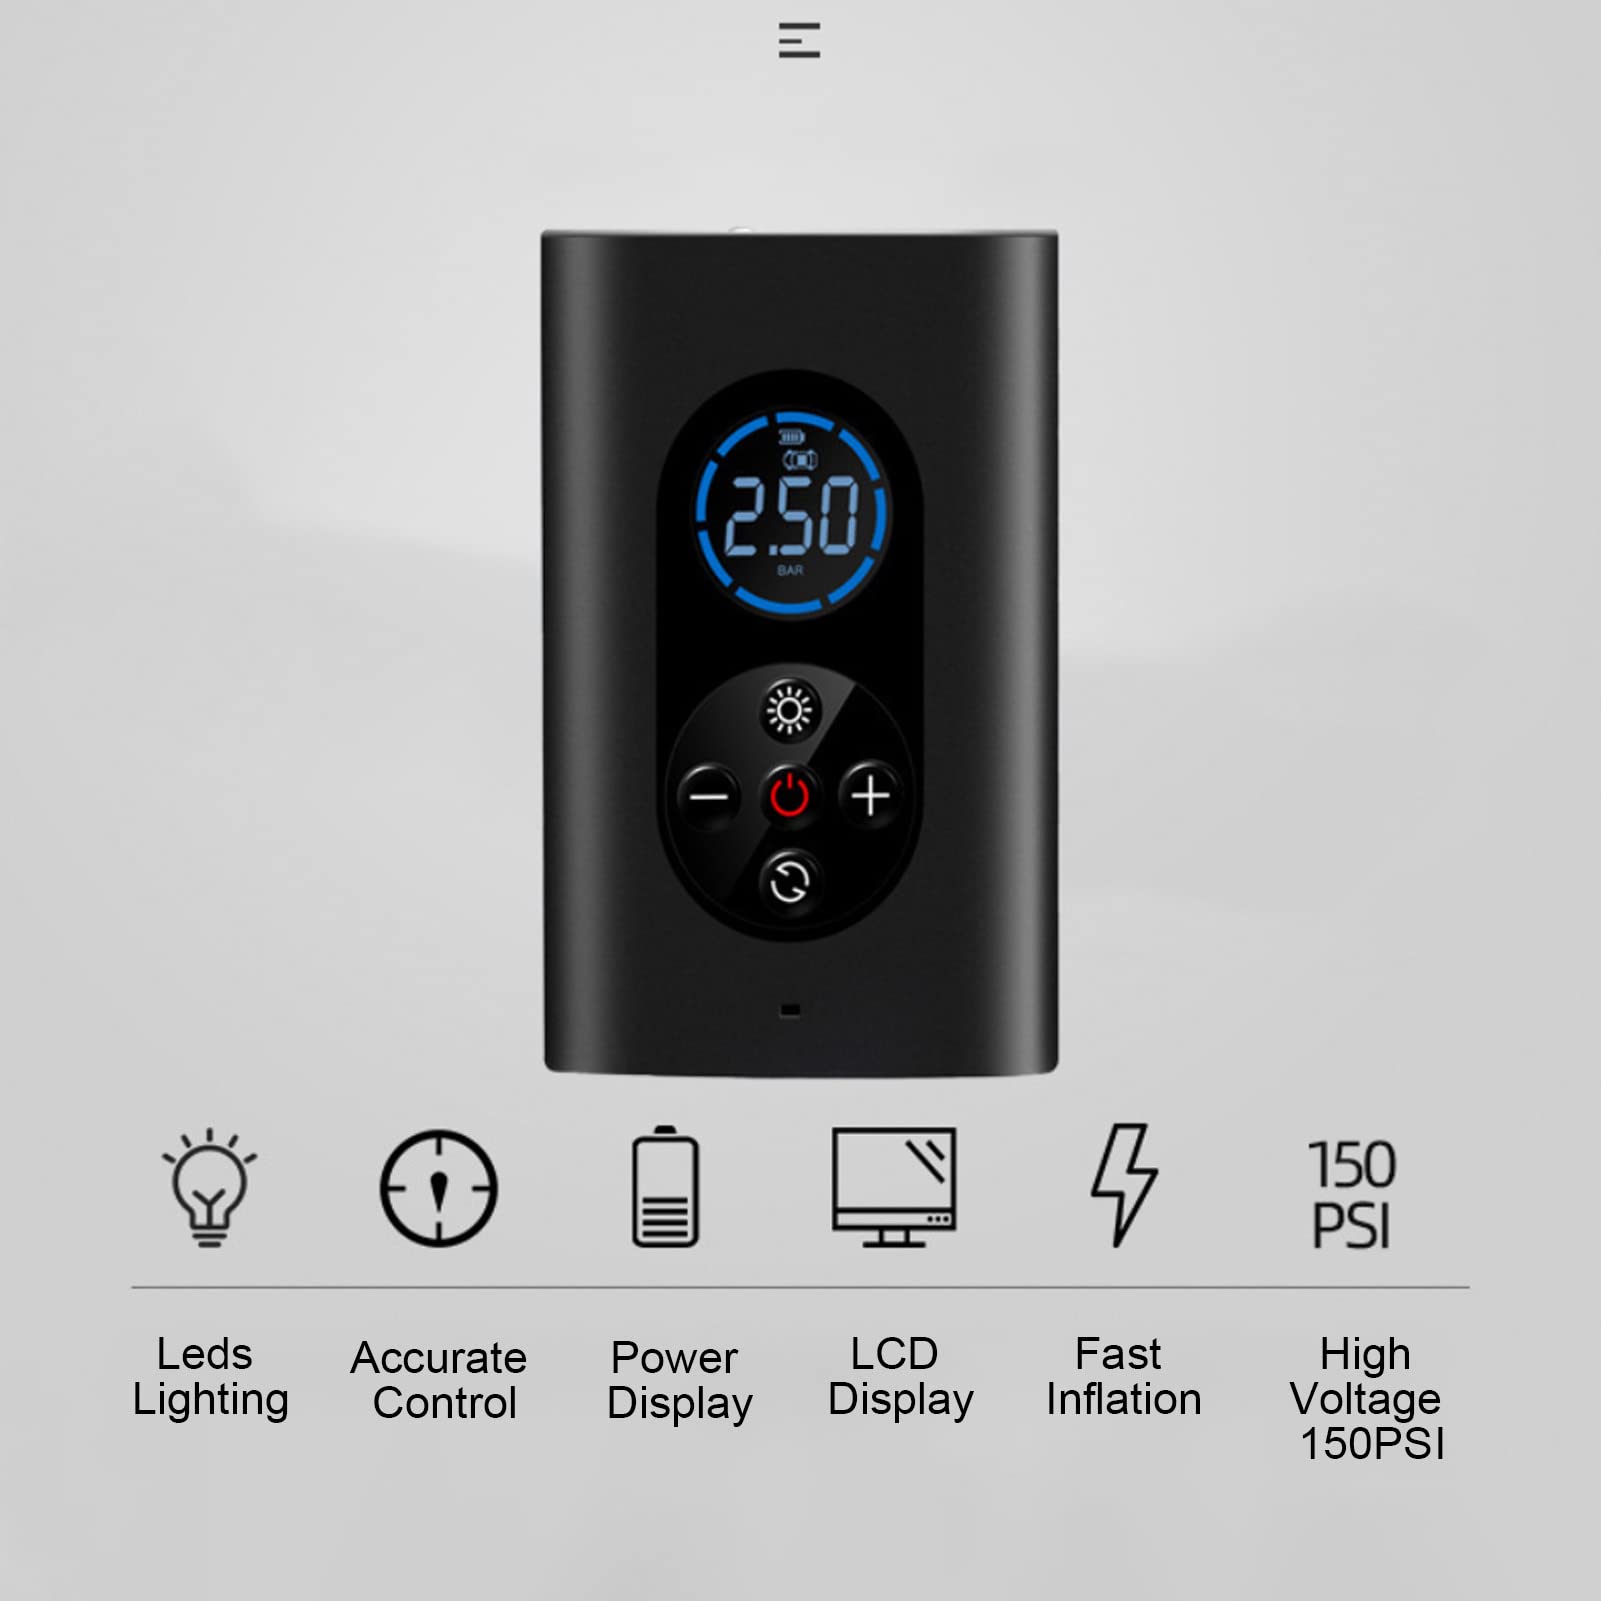 2.50
BAR
150
PSI
Leds
Lighting
Accurate
Control
Power
Display
LCD
Display
Fast
Inflation
High
Voltage
150PSI